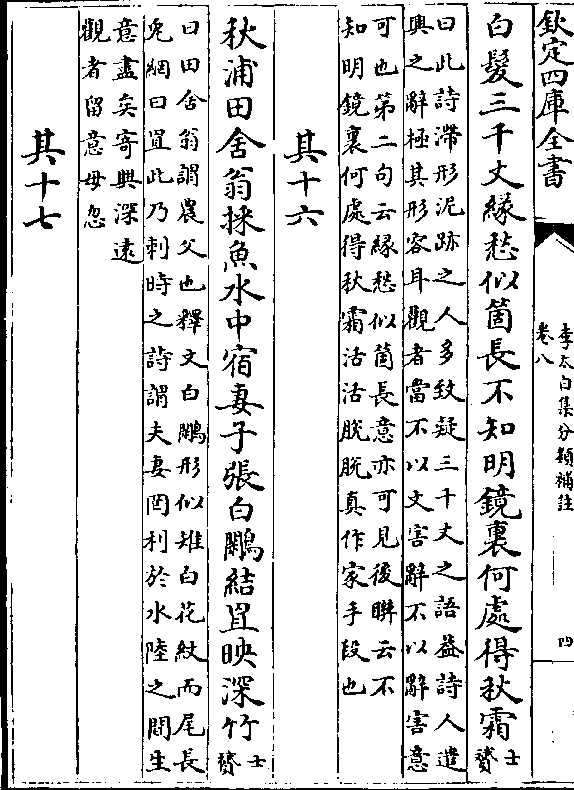 欽定四庫全書
李太白集分類補註
卷八
四
白髮三千丈緣愁似箇長不知明鏡裏何處得秋霜士贇
曰此詩滯形泥跡之人多致疑三千丈之語葢詩人遣
興之辭極其形容耳觀者當不以文害辭不以辭害意
可也第二句云縁愁似箇長意亦可見後聯云不
知明鏡裏何處得秋霜活活脫脫真作家手段也
其十六
秋浦田舍翁捸魚水中宿妻子張白鷴結罝映深竹士贇
曰田舍翁謂農父也釋文白鷴形似雉白花紋而尾長
兎網曰罝此乃刺時之詩謂夫妻罔利於水陸之間生
意盡矣寄興深遠
觀者留意毋忽
其十七